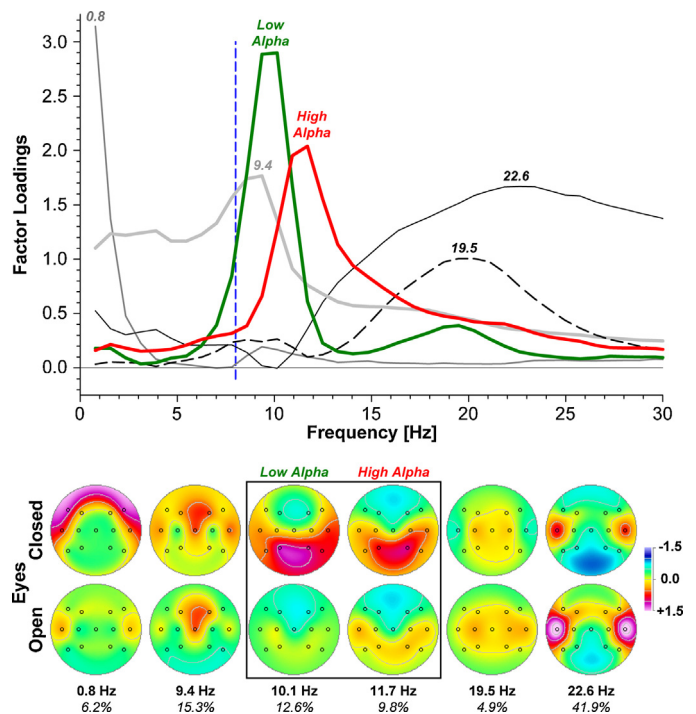 0.8
Low
Alpha
High
Alpha
9.4
22.6
19.5
Factor Loadings
3.0
2.5
2.0
1.5
1.0
0.5
0.0
0 5 10 15 20 25 30
Frequency [Hz]
Low Alpha High Alpha
Eyes
Closed
Open
-1.5
0.0
+1.5
0.8 Hz 9.4 Hz 10.1 Hz 11.7 Hz 19.5 Hz 22.6 Hz
6.2% 15.3% 12.6% 9.8% 4.9% 41.9%